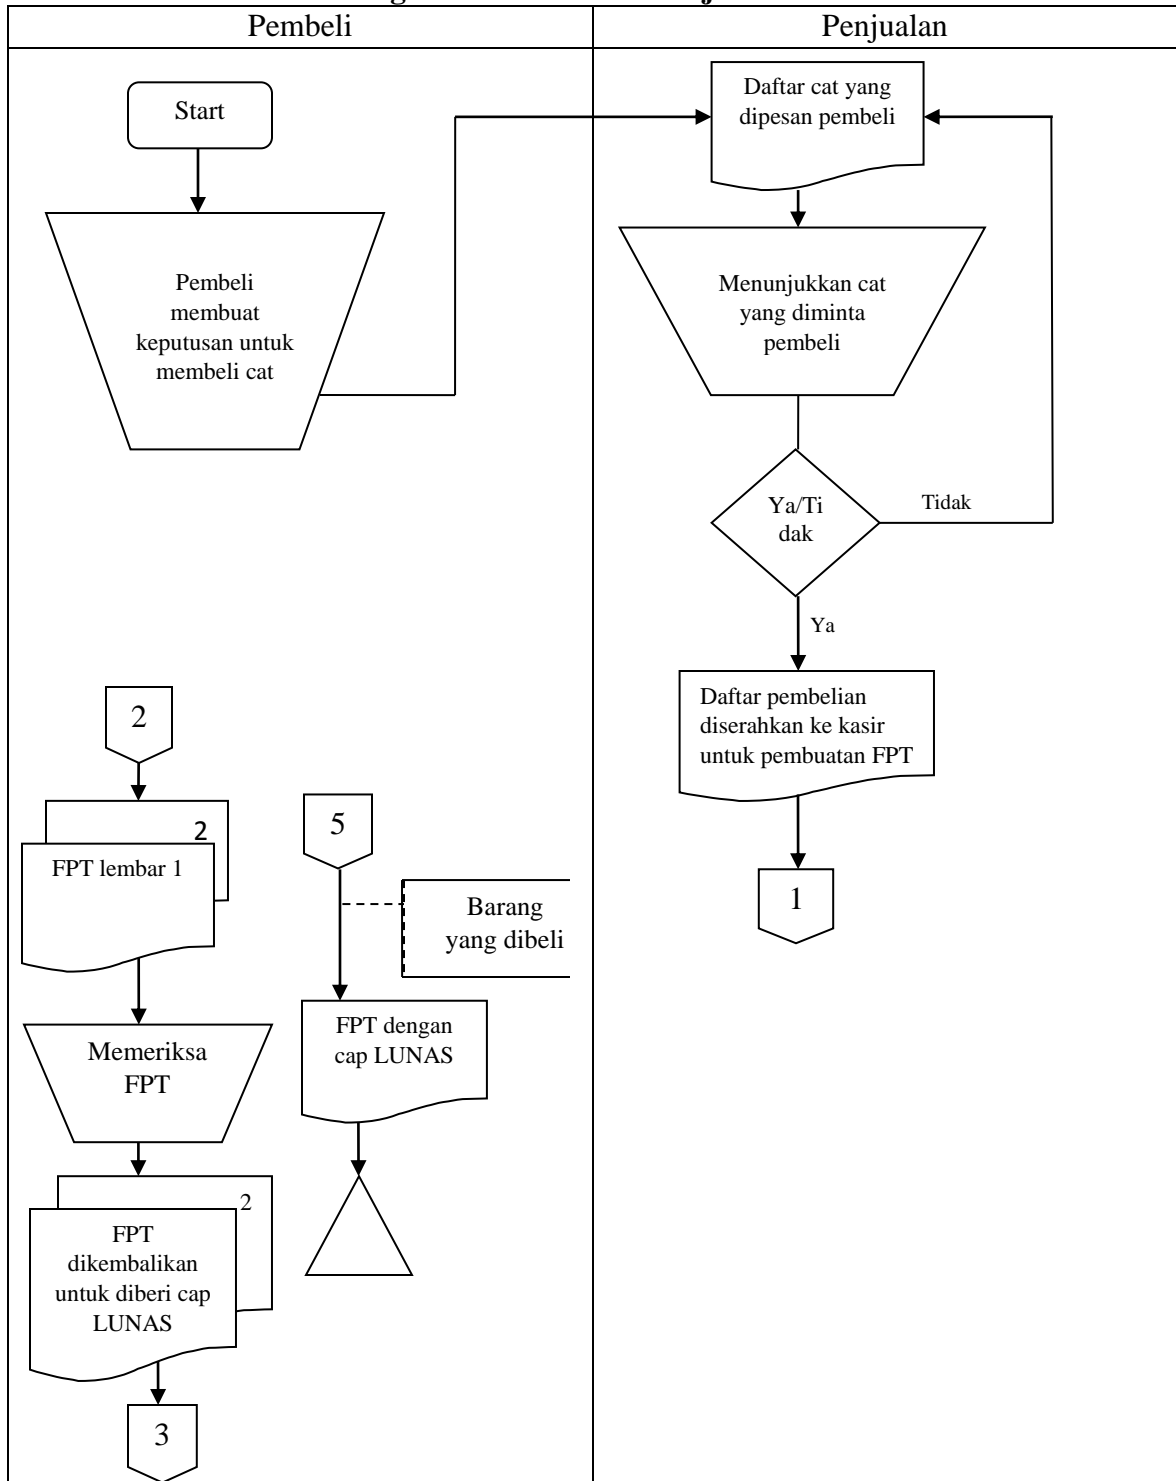 Pembeli
Penjualan
Start
Pembeli
membuat
keputusan untuk
membeli cat
Daftar cat yang
dipesan pembeli
Menunjukkan cat
yang diminta
pembeli
Ya/Ti
dak
Tidak
Ya
Daftar pembelian
diserahkan ke kasir
untuk pembuatan FPT
1
2
2
FPT lembar 1
Memeriksa
FPT
2
FPT
dikembalikan
untuk diberi cap
LUNAS
3
5
Barang
yang dibeli
FPT dengan
cap LUNAS